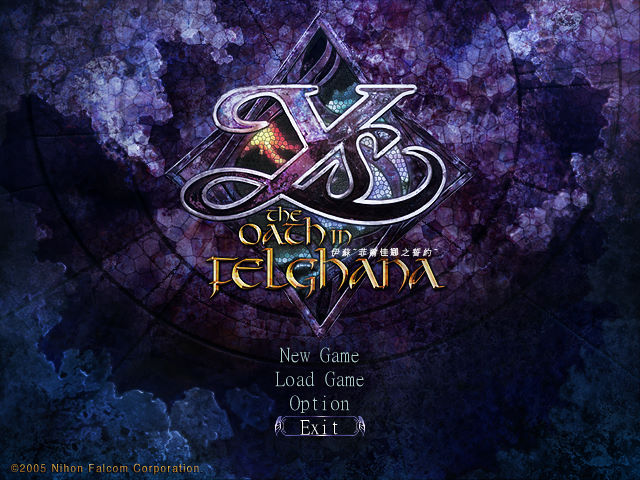 Ys
the
Oath in
伊蘇~菲爾佳娜之誓約~
Felghana
New Game
Load Game
Option
Exit
©2005 Nihon Falcom Corporation